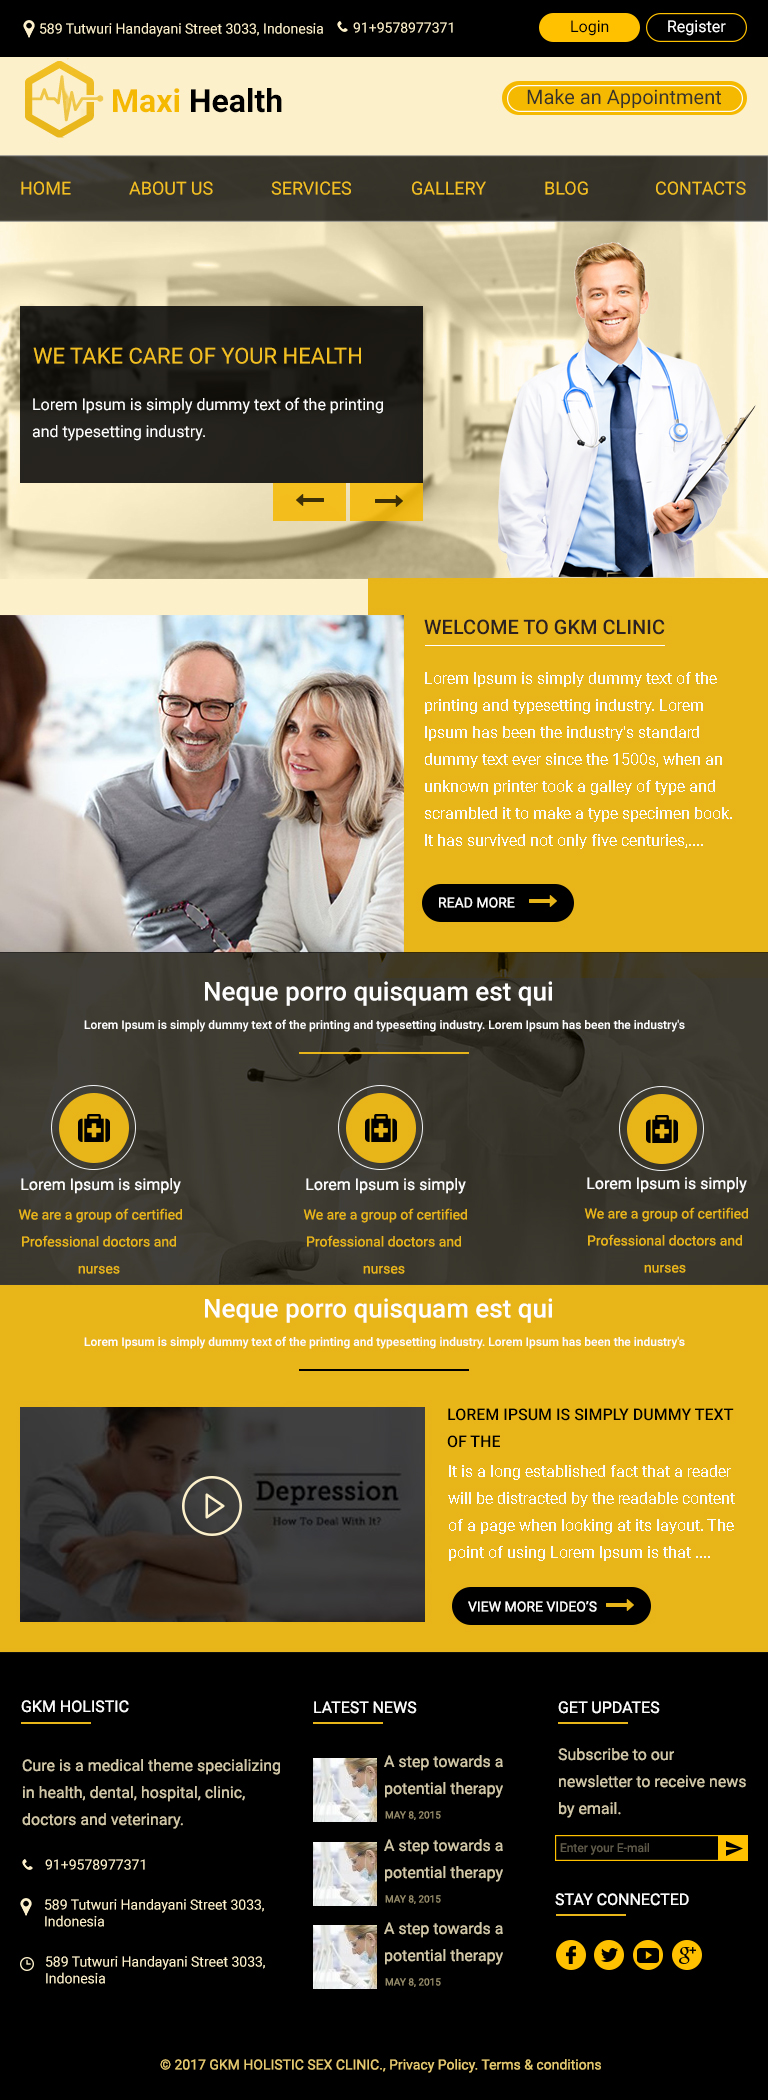 589 Tutwuri Handayani Street 3033, Indonesia 91+9578977371 Login Register
Maxi Health
Make an Appointment
HOME ABOUT US SERVICES GALLERY BLOG CONTACTS
WE TAKE CARE OF YOUR HEALTH
Lorem Ipsum is simply dummy text of the printing
and typesetting industry.
WELCOME TO GKM CLINIC
Lorem Ipsum is simply dummy text of the
printing and typesetting industry. Lorem
Ipsum has been the industry's standard
dummy text ever since the 1500s, when an
unknown printer took a galley of type and
scrambled it to make a type specimen book.
It has survived not only five centuries,....
READ MORE
Neque porro quisquam est qui
Lorem Ipsum is simply dummy text of the printing and typesetting industry. Lorem Ipsum has been the industry's
Lorem Ipsum is simply
We are a group of certified
Professional doctors and
nurses
Lorem Ipsum is simply
We are a group of certified
Professional doctors and
nurses
Lorem Ipsum is simply
We are a group of certified
Professional doctors and
nurses
Neque porro quisquam est qui
Lorem Ipsum is simply dummy text of the printing and typesetting industry. Lorem Ipsum has been the industry's
Depression
How To Deal With It?
LOREM IPSUM IS SIMPLY DUMMY TEXT
OF THE
It is a long established fact that a reader
will be distracted by the readable content
of a page when looking at its layout. The
point of using Lorem Ipsum is that ....
VIEW MORE VIDEO'S
GKM HOLISTIC
Cure is a medical theme specializing
in health, dental, hospital, clinic,
doctors and veterinary.
91+9578977371
589 Tutwuri Handayani Street 3033,
Indonesia
589 Tutwuri Handayani Street 3033,
Indonesia
LATEST NEWS
A step towards a
potential therapy
MAY 8, 2015
A step towards a
potential therapy
MAY 8, 2015
A step towards a
potential therapy
MAY 8, 2015
GET UPDATES
Subscribe to our
newsletter to receive news
by email.
Enter your E-mail
STAY CONNECTED
© 2017 GKM HOLISTIC SEX CLINIC., Privacy Policy. Terms & conditions